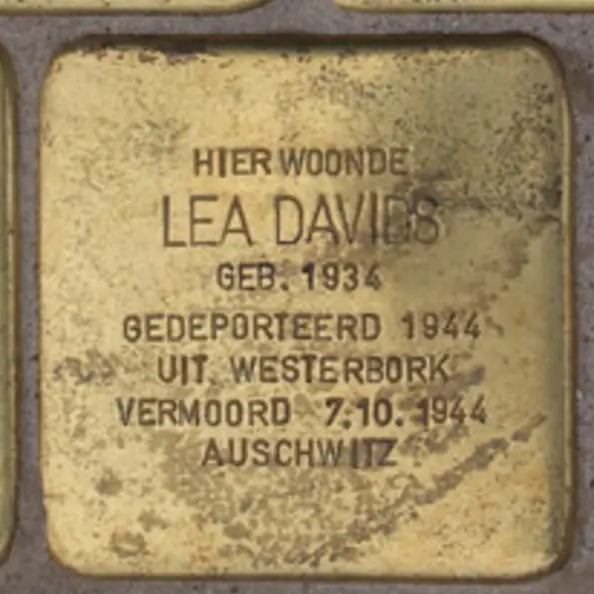 HIER WOONDE
LEA DAVIDS
GEB. 1934
GEDEPORTEERD 1944
UIT WESTERBORK
VERMOORD 7.10.1944
AUSCHWITZ